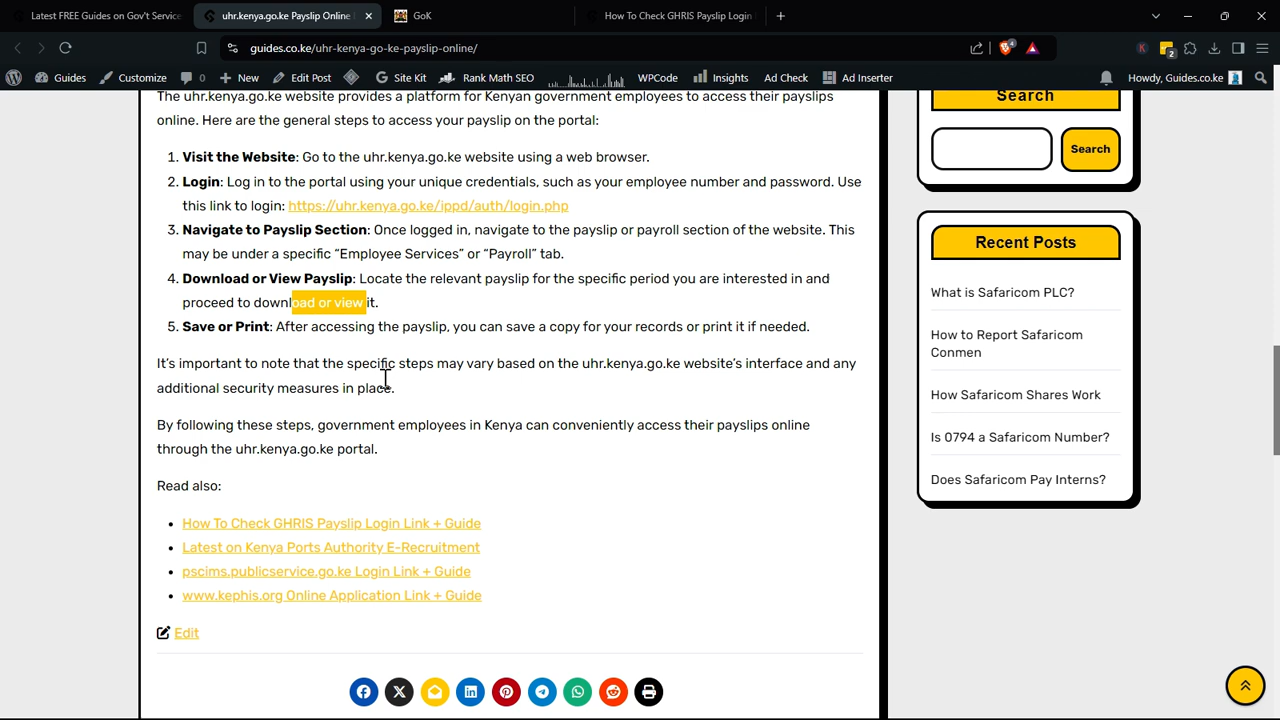 Latest FREE Guides on Gov't Service
uhr.kenya.go.ke Payslip Online
GoK
How To Check GHRIS Payslip Login
guides.co.ke/uhr-kenya-go-ke-payslip-online/
4
K
2
Guides
Customize
0
New
Edit Post
Site Kit
Rank Math SEO
WPCode
Insights
Ad Check
Ad Inserter
Howdy, Guides.co.ke
The uhr.kenya.go.ke website provides a platform for Kenyan government employees to access their payslips
online. Here are the general steps to access your payslip on the portal:
1. Visit the Website: Go to the uhr.kenya.go.ke website using a web browser.
2. Login: Log in to the portal using your unique credentials, such as your employee number and password. Use
this link to login: https://uhr.kenya.go.ke/ippd/auth/login.php
3. Navigate to Payslip Section: Once logged in, navigate to the payslip or payroll section of the website. This
may be under a specific “Employee Services” or “Payroll” tab.
4. Download or View Payslip: Locate the relevant payslip for the specific period you are interested in and
proceed to download or view it.
5. Save or Print: After accessing the payslip, you can save a copy for your records or print it if needed.
It’s important to note that the specific steps may vary based on the uhr.kenya.go.ke website’s interface and any
additional security measures in place.
By following these steps, government employees in Kenya can conveniently access their payslips online
through the uhr.kenya.go.ke portal.
Read also:
How To Check GHRIS Payslip Login Link + Guide
Latest on Kenya Ports Authority E-Recruitment
pscims.publicservice.go.ke Login Link + Guide
www.kephis.org Online Application Link + Guide
Edit
Search
Search
Recent Posts
What is Safaricom PLC?
How to Report Safaricom
Conmen
How Safaricom Shares Work
Is 0794 a Safaricom Number?
Does Safaricom Pay Interns?